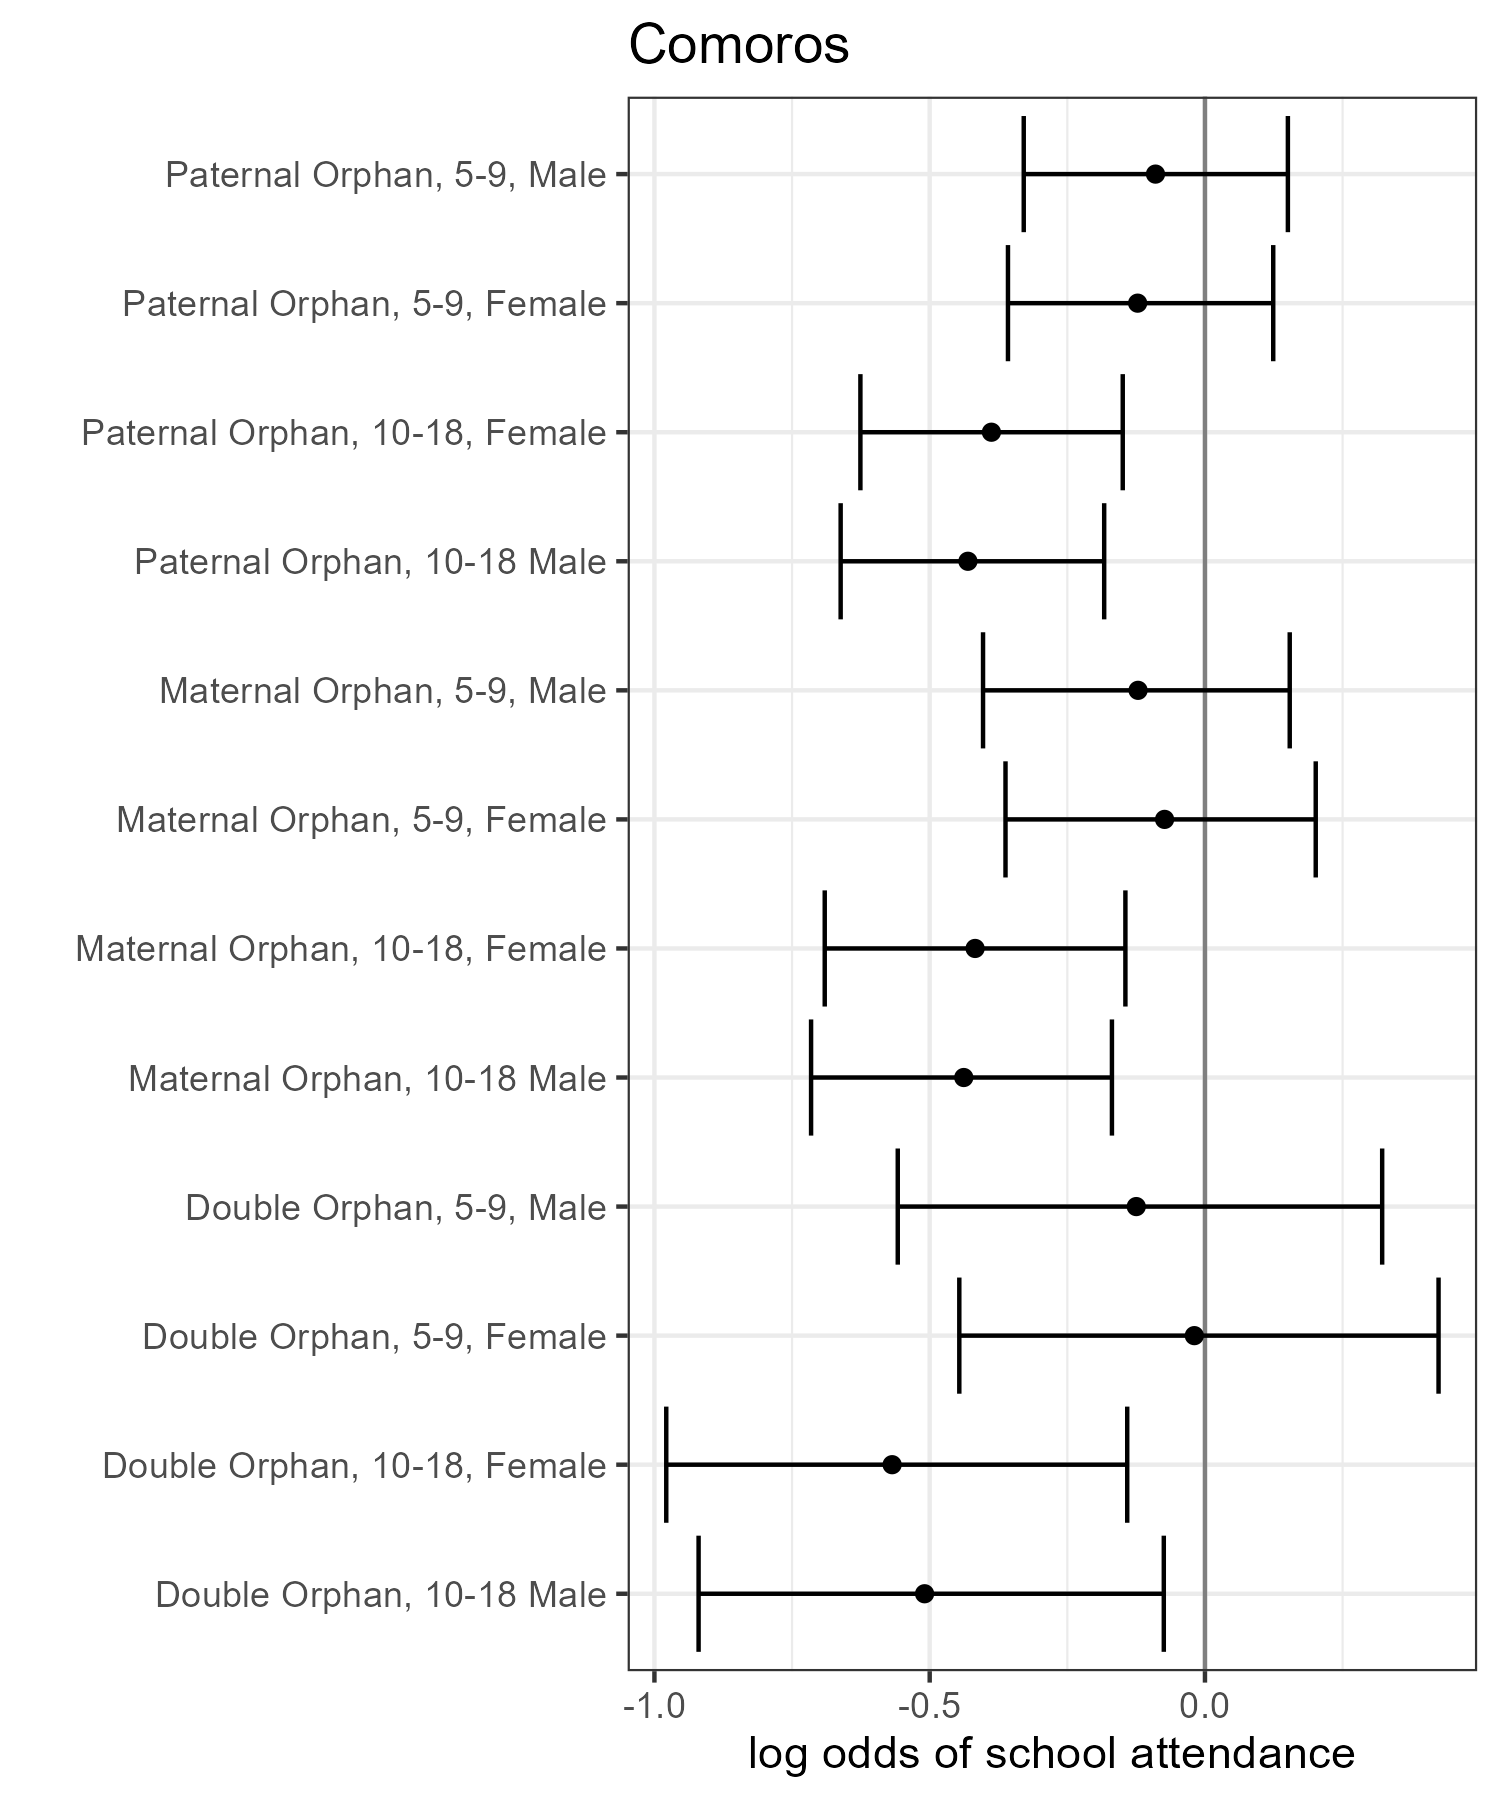 Comoros
Paternal Orphan, 5-9, Male
Paternal Orphan, 5-9, Female
Paternal Orphan, 10-18, Female
Paternal Orphan, 10-18 Male
Maternal Orphan, 5-9, Male
Maternal Orphan, 5-9, Female
Maternal Orphan, 10-18, Female
Maternal Orphan, 10-18 Male
Double Orphan, 5-9, Male
Double Orphan, 5-9, Female
Double Orphan, 10-18, Female
Double Orphan, 10-18 Male
-1.0 -0.5 0.0
log odds of school attendance